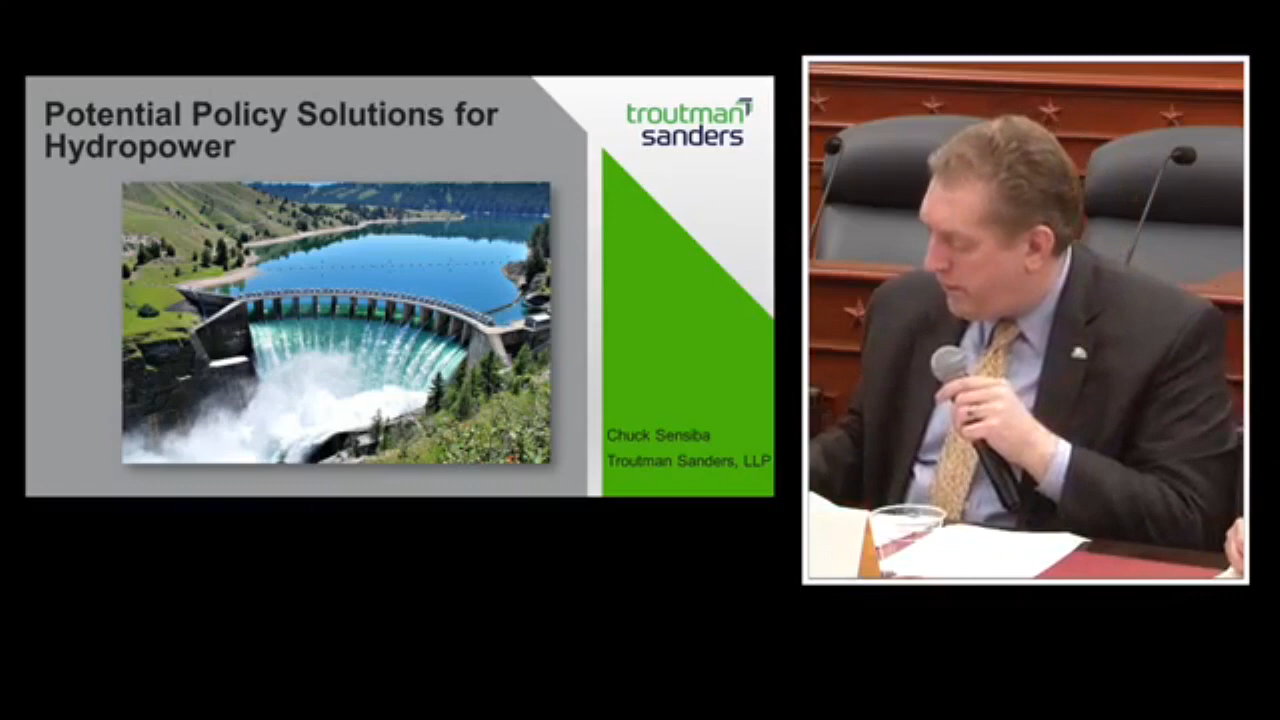 Potential Policy Solutions for
Hydropower
troutman
sanders
Chuck Sensiba
Troutman Sanders, LLP